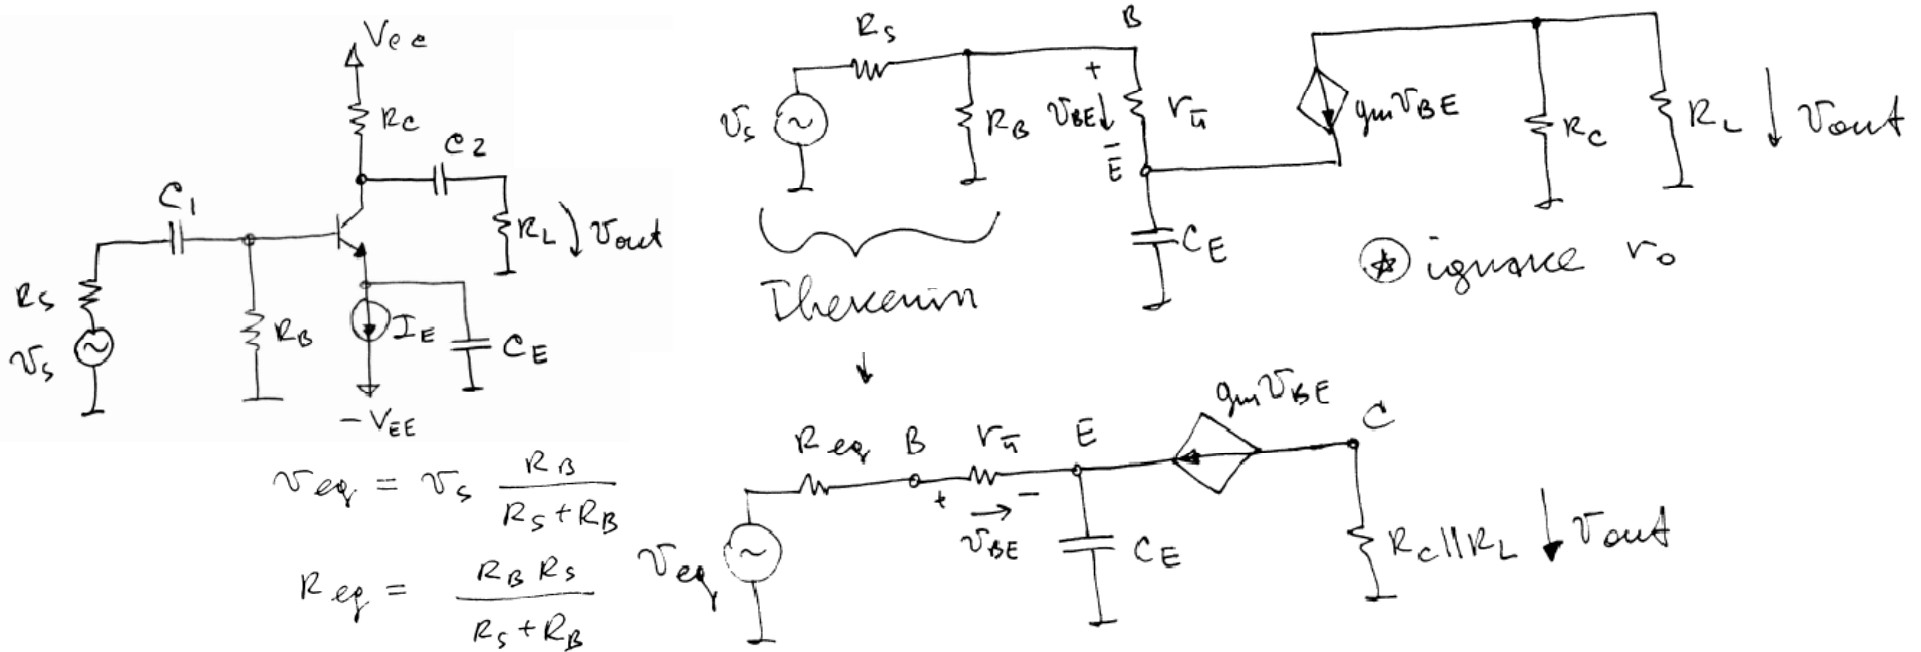 Vcc
RC
C2
C1
RL
vout
RS
vS
RB
IE
CE
-VEE
RS
B
vS
RB
+
vBE
-
rπ
E
gmvBE
RC
RL
vout
CE
Thevenin
★ ignore ro
veq = vS RB / (RS+RB)
Req = RB RS / (RS+RB)
veq
Req
B
rπ
E
+
-
vBE
CE
gmvBE
C
RC||RL
vout